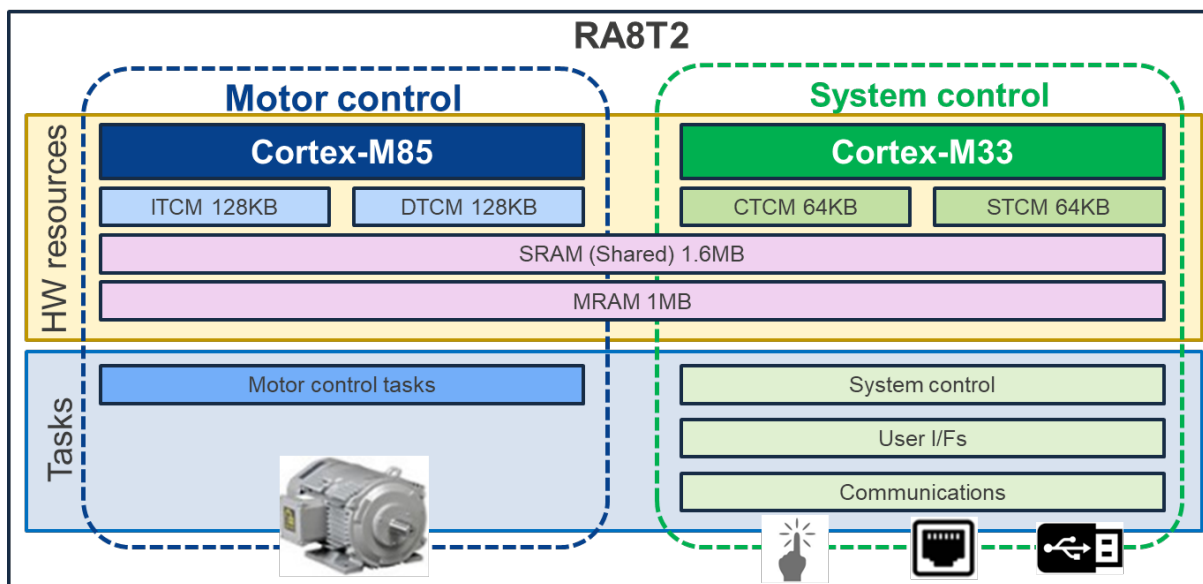 RA8T2
Motor control
System control
HW resources
Cortex-M85
Cortex-M33
ITCM 128KB
DTCM 128KB
CTCM 64KB
STCM 64KB
SRAM (Shared) 1.6MB
MRAM 1MB
Tasks
Motor control tasks
System control
User I/Fs
Communications